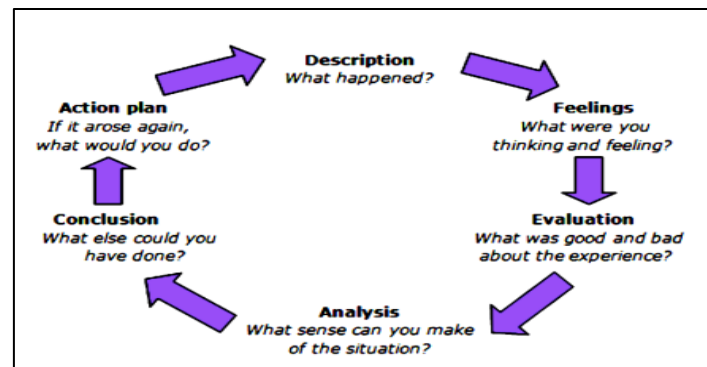 Description
What happened?
Feelings
What were you
thinking and feeling?
Evaluation
What was good and bad
about the experience?
Analysis
What sense can you make
of the situation?
Conclusion
What else could you
have done?
Action plan
If it arose again,
what would you do?